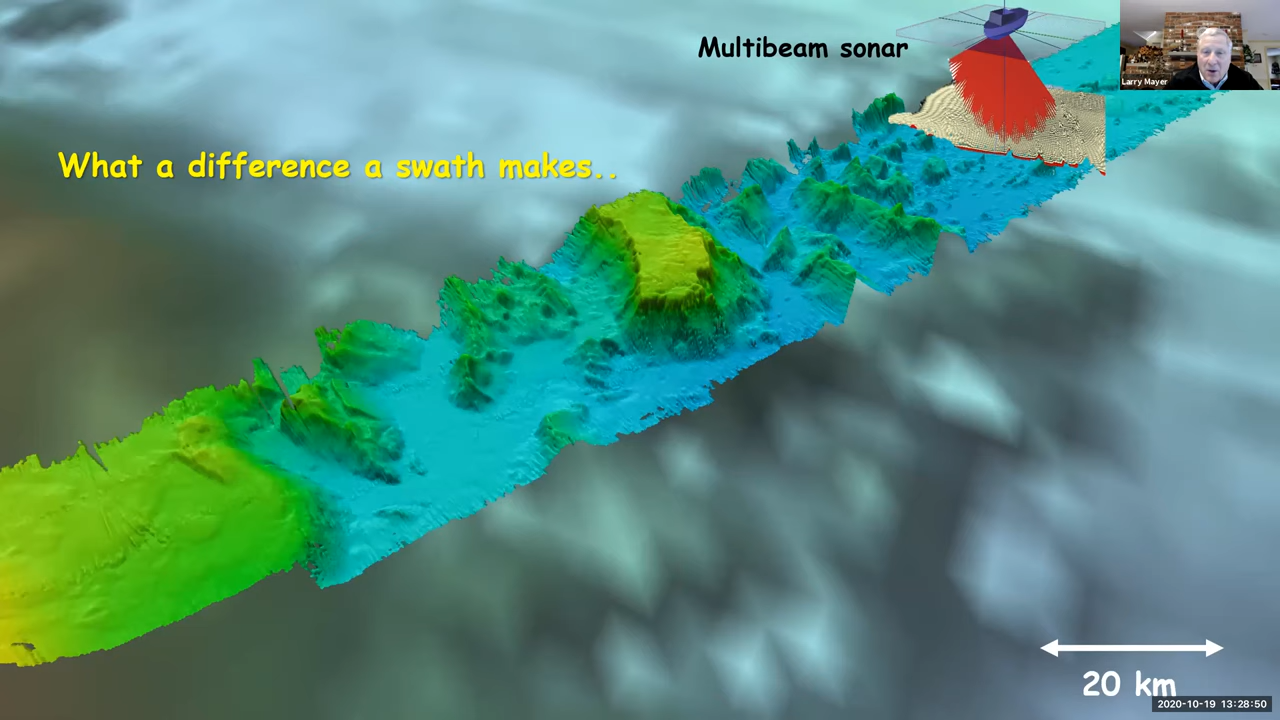 Multibeam sonar
Larry Mayer
What a difference a swath makes..
20 km
2020-10-19 13:28:50